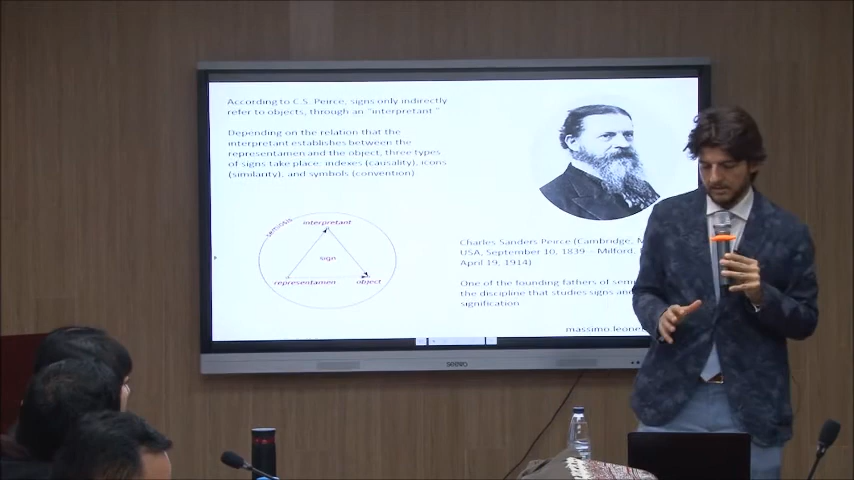 According to C.S. Peirce, signs only indirectly
refer to objects, through an "interpretant."
Depending on the relation that the
interpretant establishes between the
representamen and the object, three types
of signs take place: indexes (causality), icons
(similarity), and symbols (convention)
semiosis
interpretant
sign
representamen
object
Charles Sanders Peirce (Cambridge,
USA, September 10, 1839 – Milford,
April 19, 1914)
One of the founding fathers of
the discipline that studies signs and
signification
massimo.leone
seewo